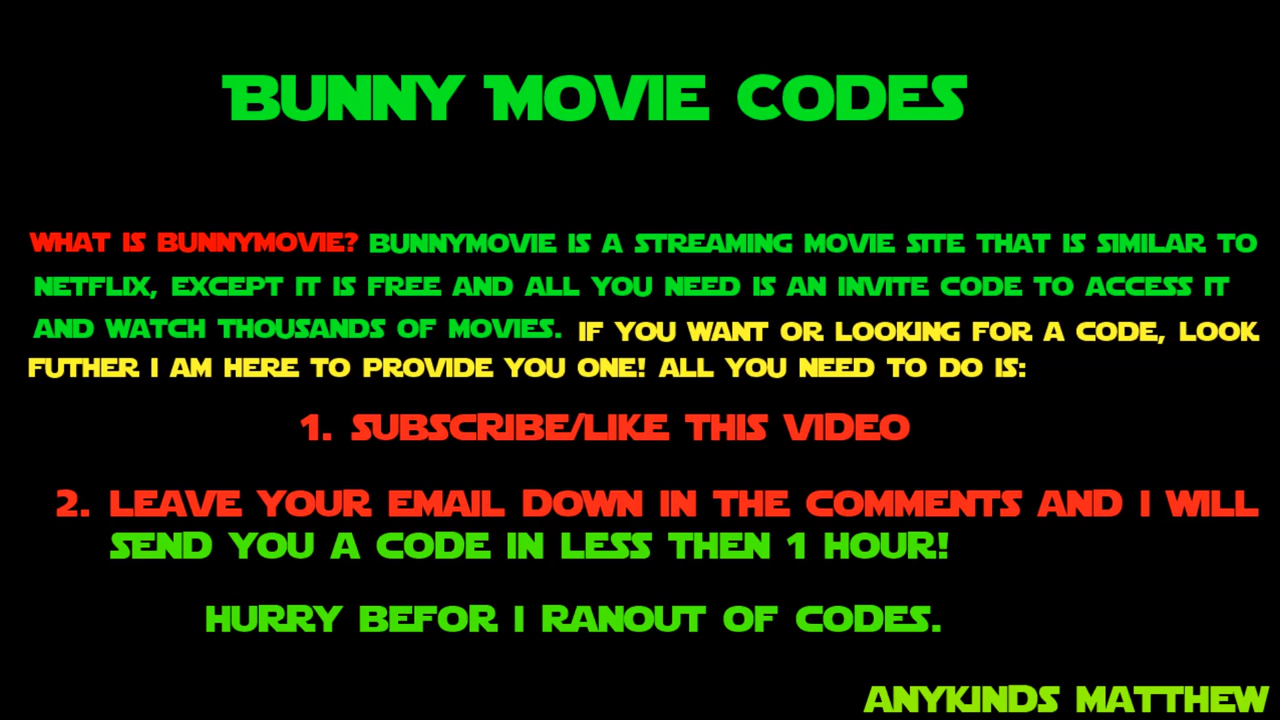 BUNNY MOVIE CODES
WHAT IS BUNNYMOVIE? BUNNYMOVIE IS A STREAMING MOVIE SITE THAT IS SIMILAR TO
NETFLIX, EXCEPT IT IS FREE AND ALL YOU NEED IS AN INVITE CODE TO ACCESS IT
AND WATCH THOUSANDS OF MOVIES. IF YOU WANT OR LOOKING FOR A CODE, LOOK
FUTHER I AM HERE TO PROVIDE YOU ONE! ALL YOU NEED TO DO IS:
1. SUBSCRIBE/LIKE THIS VIDEO
2. LEAVE YOUR EMAIL DOWN IN THE COMMENTS AND I WILL
SEND YOU A CODE IN LESS THEN 1 HOUR!
HURRY BEFOR I RANOUT OF CODES.
ANYKINDS MATTHEW